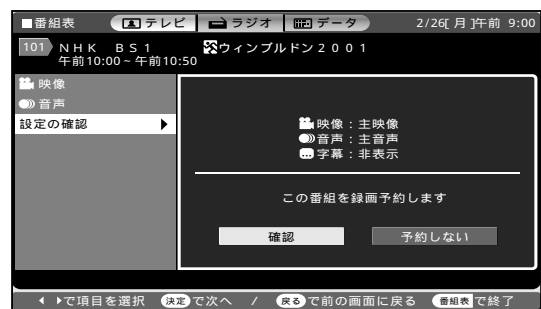 ■番組表 テレビ ラジオ データ 2/26[月]午前 9:00
101 NHK BS1 ウィンブルドン2001
午前10:00~午前10:50
映像
音声
設定の確認
映像:主映像
音声:主音声
字幕:非表示
この番組を録画予約します
確認 予約しない
で項目を選択 決定で次へ / 戻るで前の画面に戻る 番組表で終了